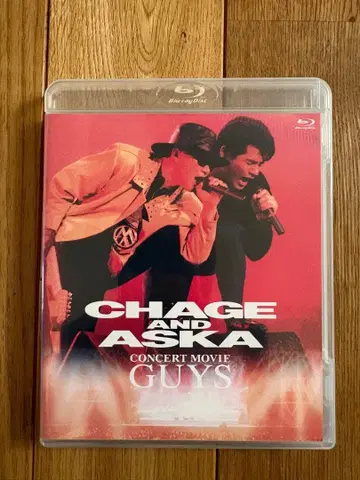 Blu-ray Disc
CHAGE
AND
ASKA
CONCERT MOVIE
GUYS